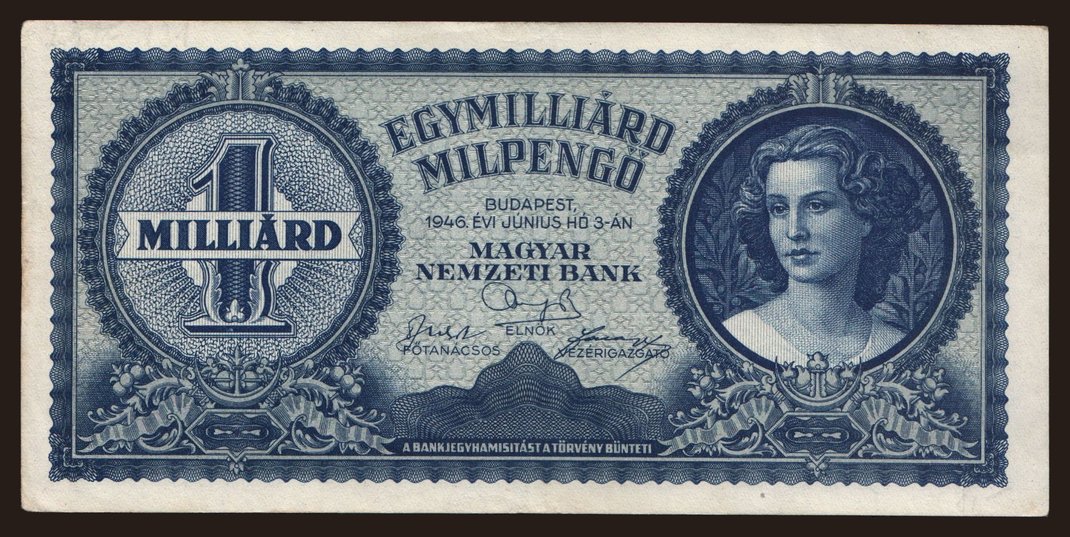 1
MILLIÁRD
EGYMILLIÁRD
MILPENGŐ
BUDAPEST,
1946. ÉVI JÚNIUS HÓ 3-ÁN
MAGYAR
NEMZETI BANK
ELNÖK
FŐTANÁCSOS VEZÉRIGAZGATÓ
A BANKJEGYHAMISITÁST A TÖRVÉNY BÜNTETI